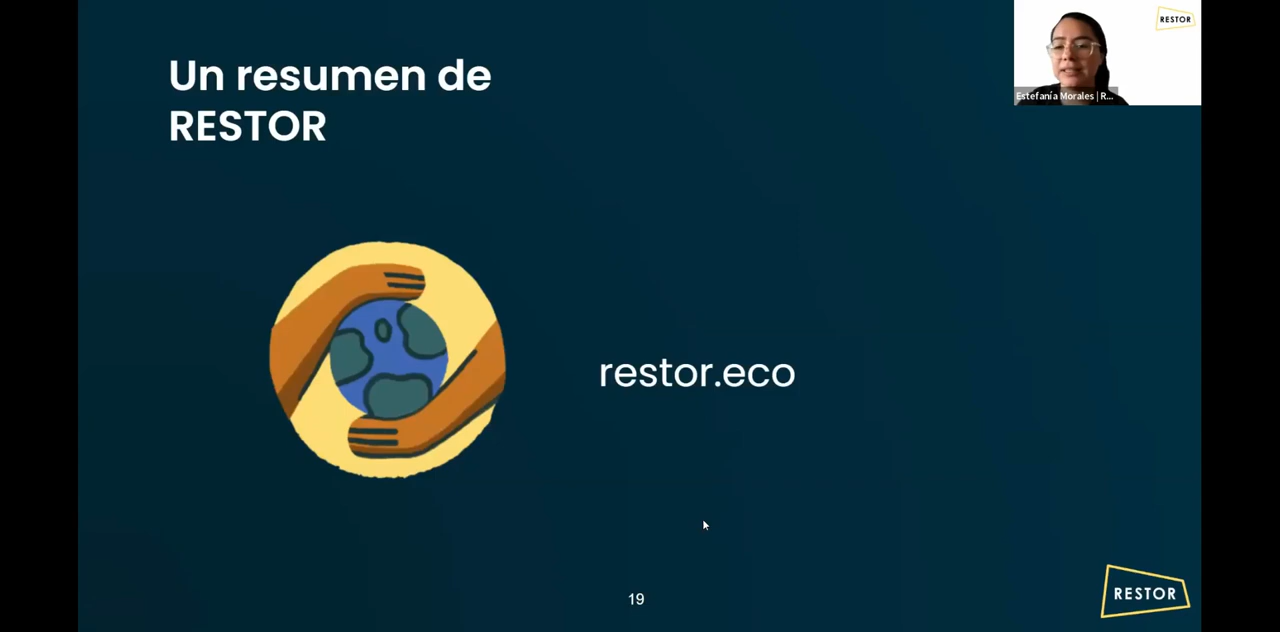 Un resumen de
RESTOR
RESTOR
Estefanía Morales | R...
restor.eco
19
RESTOR